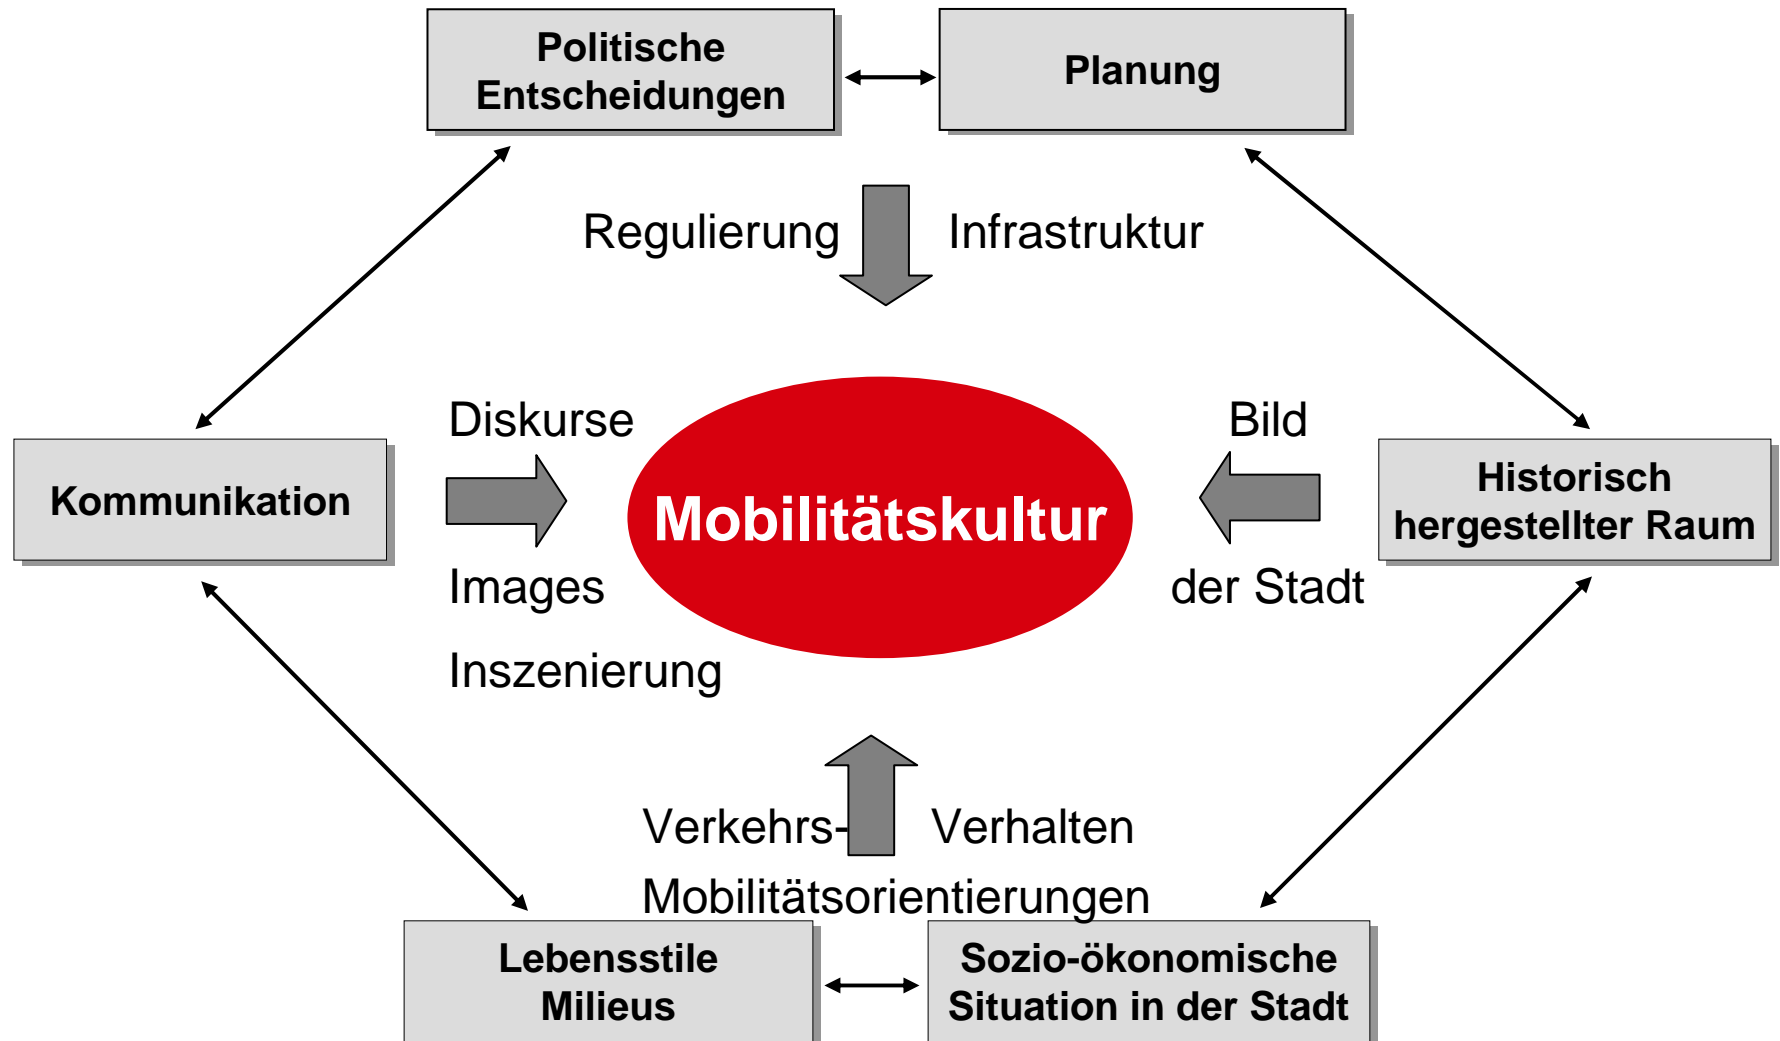 Politische
Entscheidungen
Planung
Regulierung
Infrastruktur
Diskurse
Bild
Kommunikation
Mobilitätskultur
Historisch
hergestellter Raum
Images
der Stadt
Inszenierung
Verkehrs- Verhalten
Mobilitätsorientierungen
Lebensstile
Milieus
Sozio-ökonomische
Situation in der Stadt